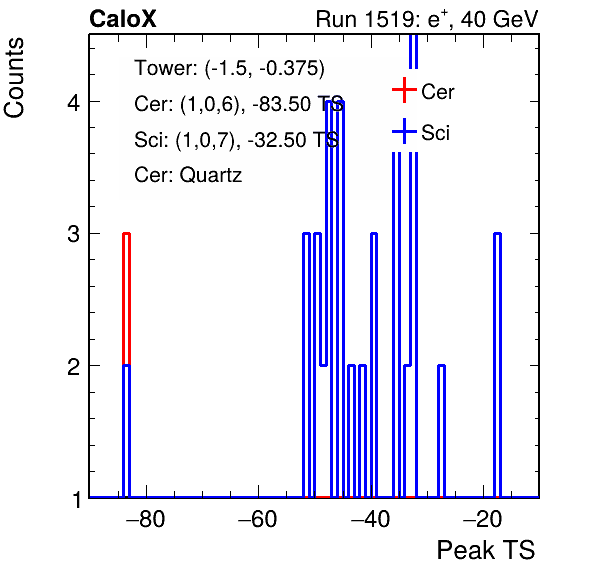 CaloX Run 1519: e⁺, 40 GeV
Counts
Tower: (-1.5, -0.375)
Cer: (1,0,6), -83.50 TS
Sci: (1,0,7), -32.50 TS
Cer: Quartz
Cer
Sci
4
3
2
1
−80 −60 −40 −20
Peak TS